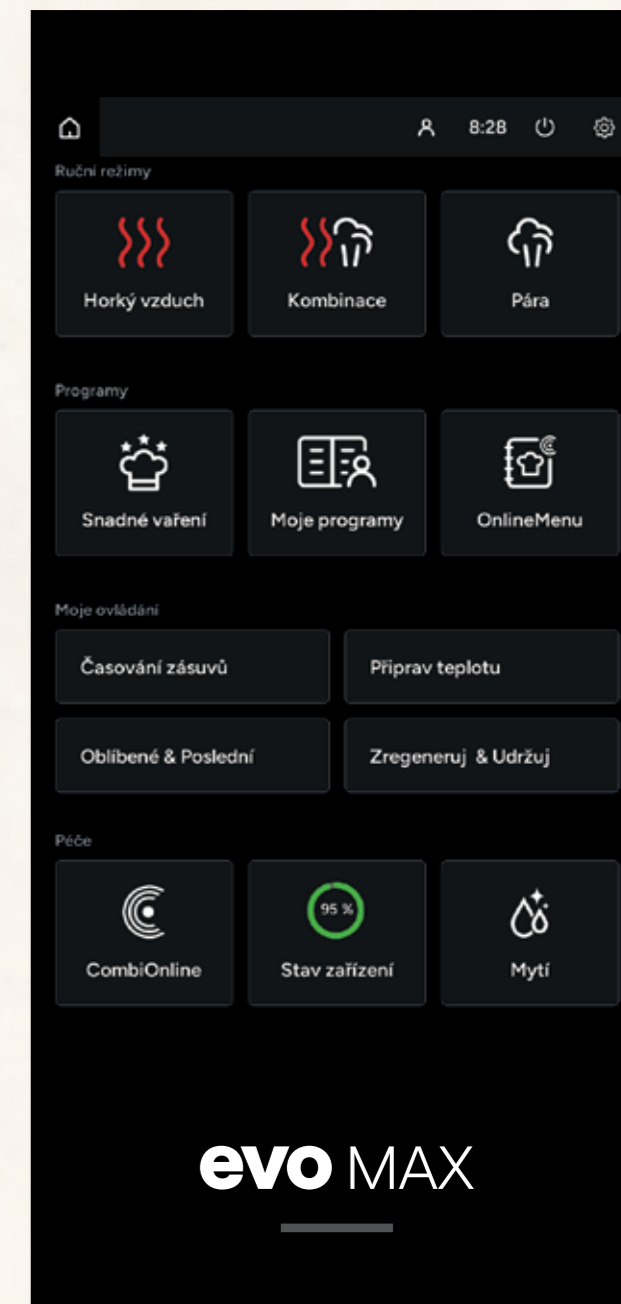 8:28
Ruční režimy
Horký vzduch
Kombinace
Pára
Programy
Snadné vaření
Moje programy
OnlineMenu
Moje ovládání
Časování zásuvů
Připrav teplotu
Oblíbené & Poslední
Zregeneruj & Udržuj
Péče
CombiOnline
95 %
Stav zařízení
Mytí
evo MAX